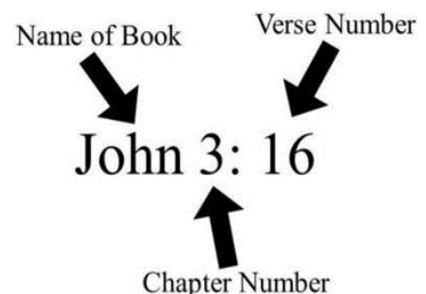 Name of Book
Verse Number
John 3: 16
Chapter Number